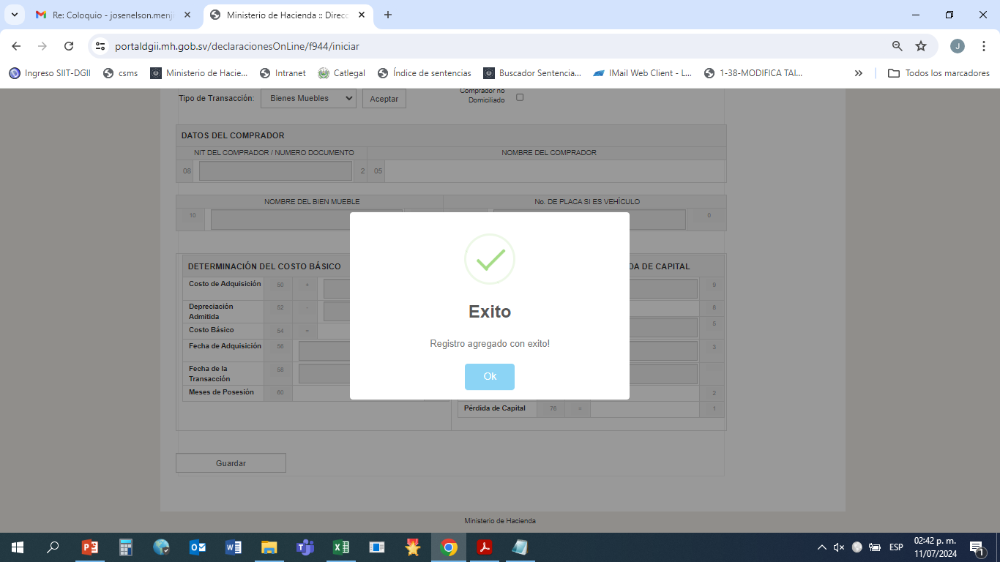 Re: Coloquio - josenelson.menj
Ministerio de Hacienda :: Direcc
portaldgii.mh.gob.sv/declaracionesOnLine/f944/iniciar
J
Ingreso SIIT-DGII
csms
Ministerio de Hacie...
Intranet
Catlegal
Índice de sentencias
Buscador Sentencia...
IMail Web Client - L...
1-38-MODIFICA TAI...
Todos los marcadores
Tipo de Transacción:
Bienes Muebles
Aceptar
Comprador no
Domiciliado
DATOS DEL COMPRADOR
NIT DEL COMPRADOR / NUMERO DOCUMENTO
NOMBRE DEL COMPRADOR
08
2
05
NOMBRE DEL BIEN MUEBLE
No. DE PLACA SI ES VEHÍCULO
10
0
DETERMINACIÓN DEL COSTO BÁSICO
DA DE CAPITAL
Costo de Adquisición
50
+
9
Depreciación
Admitida
52
-
8
Costo Básico
54
=
5
Fecha de Adquisición
56
3
Fecha de la
Transacción
58
Meses de Posesión
60
2
Pérdida de Capital
76
=
1
Exito
Registro agregado con exito!
Ok
Guardar
Ministerio de Hacienda
ESP
02:42 p. m.
11/07/2024
1